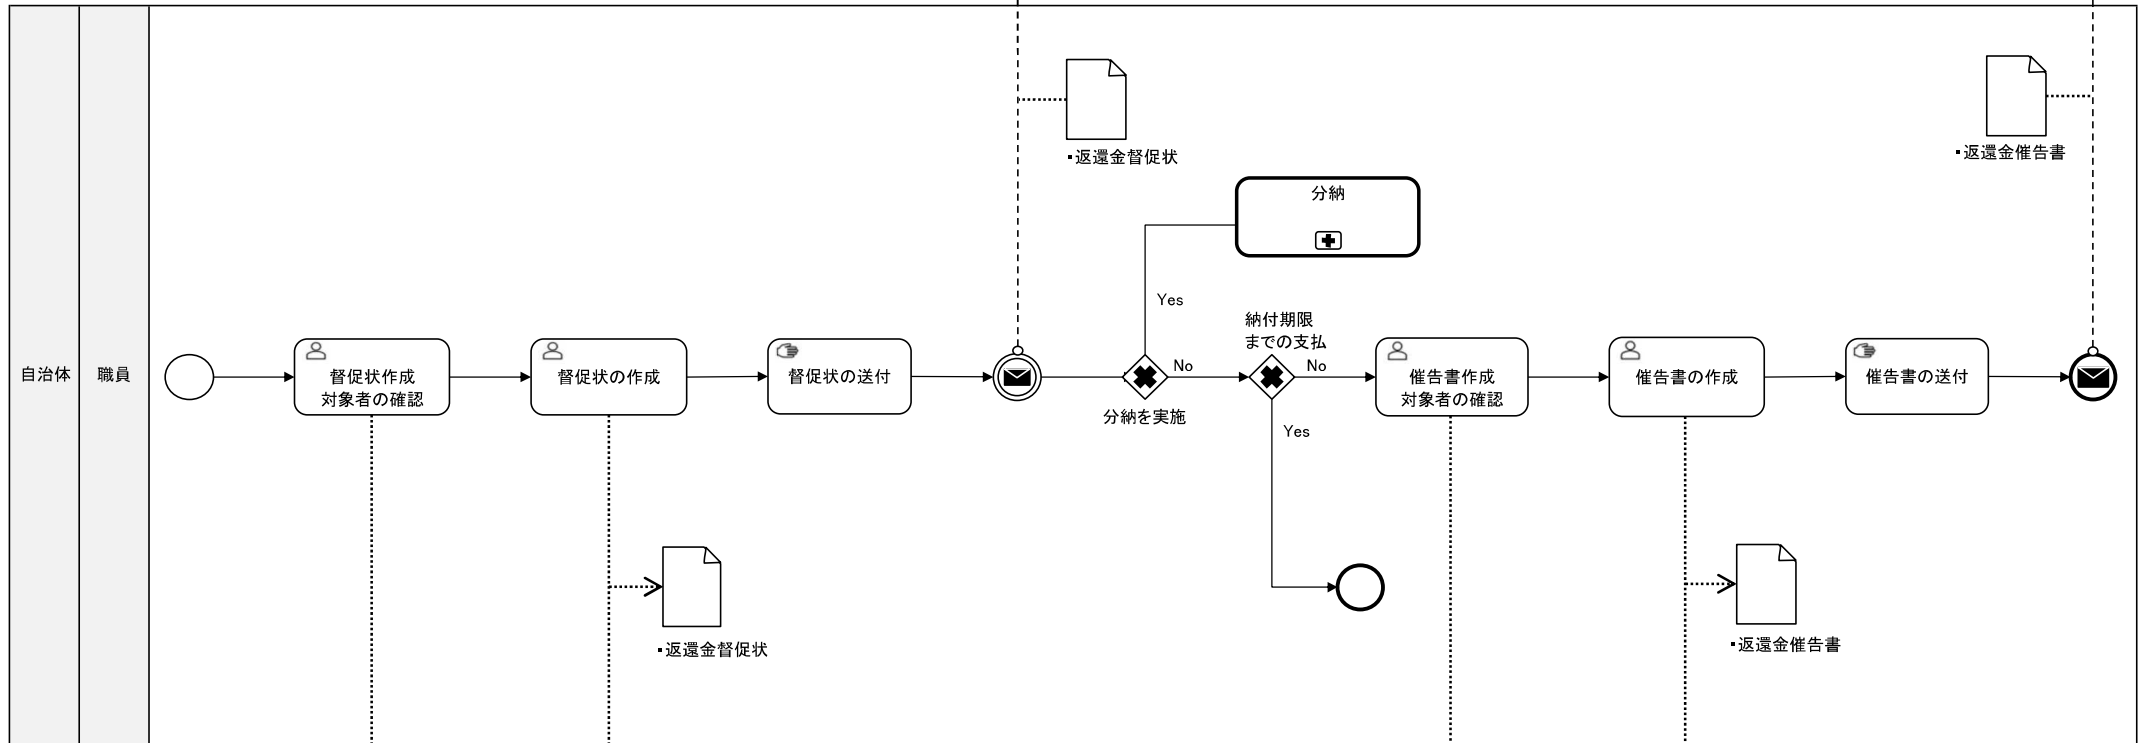 自治体
職員
・返還金督促状
・返還金催告書
分納
Yes
納付期限
までの支払
督促状作成
対象者の確認
督促状の作成
督促状の送付
No
No
催告書作成
対象者の確認
催告書の作成
催告書の送付
分納を実施
Yes
・返還金督促状
・返還金催告書